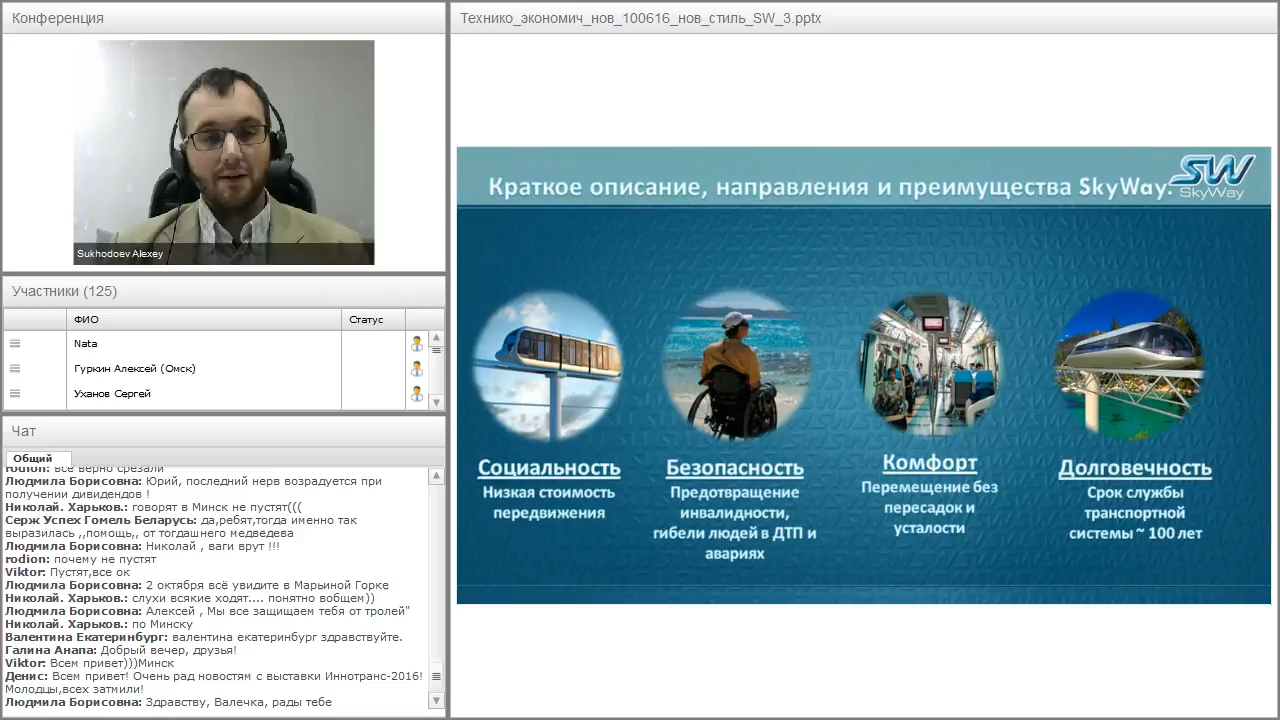 Конференция
Sukhodoev Alexey
Участники (125)
ФИО
Статус
Nata
Гуркин Алексей (Омск)
Уханов Сергей
Чат
Общий
rodion: все верно срезали
Людмила Борисовна: Юрий, последний нерв возрадуется при
получении дивидендов !
Николай. Харьков.: говорят в Минск не пустят(((
Серж Успех Гомель Беларусь: да,ребят,тогда именно так
выразилась ,,помощь,, от тогдашнего медведева
Людмила Борисовна: Николай , ваги врут !!!
rodion: почему не пустят
Viktor: Пустят,все ок
Людмила Борисовна: 2 октября всё увидите в Марьиной Горке
Николай. Харьков.: слухи всякие ходят.... понятно вобщем))
Людмила Борисовна: Алексей , Мы все защищаем тебя от тролей"
Николай. Харьков.: по Минску
Валентина Екатеринбург: валентина екатеринбург здравствуйте.
Галина Анапа: Добрый вечер, друзья!
Viktor: Всем привет)))Минск
Денис: Всем привет! Очень рад новостям с выставки Иннотранс-2016!
Молодцы,всех затмили!
Людмила Борисовна: Здравству, Валечка, рады тебе
Технико_экономич_нов_100616_нов_стиль_SW_3.pptx
Краткое описание, направления и преимущества SkyWay.
SW
SkyWay
Социальность
Низкая стоимость
передвижения
Безопасность
Предотвращение
инвалидности,
гибели людей в ДТП и
авариях
Комфорт
Перемещение без
пересадок и
усталости
Долговечность
Срок службы
транспортной
системы ~ 100 лет